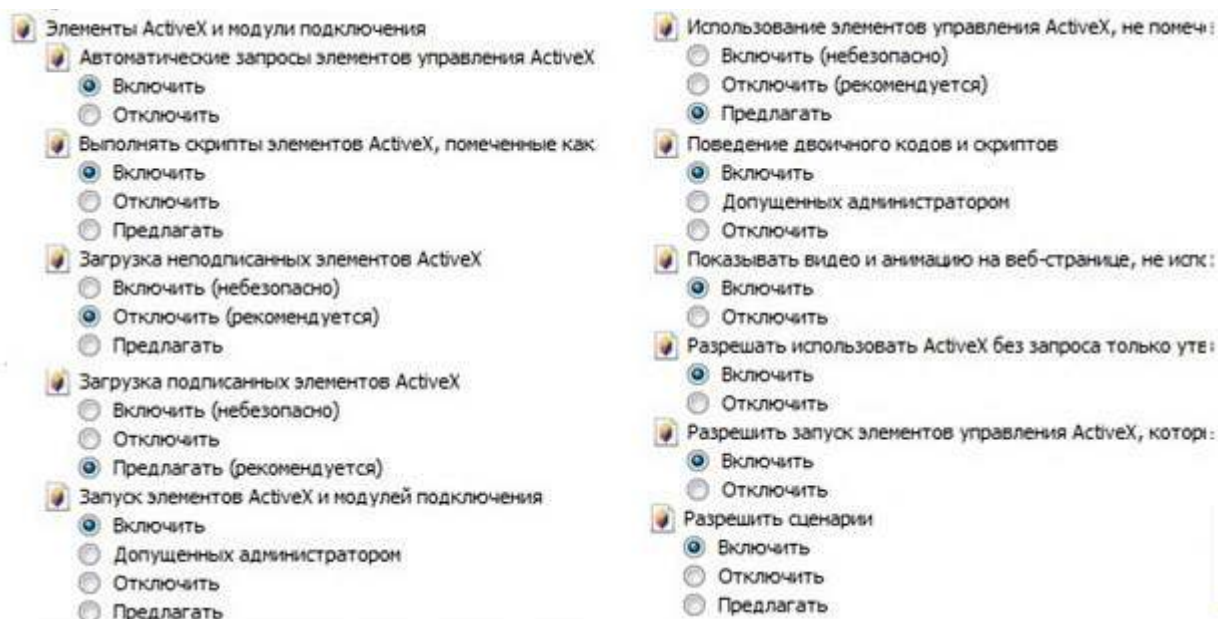 Элементы ActiveX и модули подключения
Автоматические запросы элементов управления ActiveX
Включить
Отключить
Выполнять скрипты элементов ActiveX, помеченные как
Включить
Отключить
Предлагать
Загрузка неподписанных элементов ActiveX
Включить (небезопасно)
Отключить (рекомендуется)
Предлагать
Загрузка подписанных элементов ActiveX
Включить (небезопасно)
Отключить
Предлагать (рекомендуется)
Запуск элементов ActiveX и модулей подключения
Включить
Допущенных администратором
Отключить
Предлагать
Использование элементов управления ActiveX, не помеч
Включить (небезопасно)
Отключить (рекомендуется)
Предлагать
Поведение двоичного кодов и скриптов
Включить
Допущенных администратором
Отключить
Показывать видео и анимацию на веб-странице, не испо
Включить
Отключить
Разрешать использовать ActiveX без запроса только утв
Включить
Отключить
Разрешить запуск элементов управления ActiveX, котор
Включить
Отключить
Разрешить сценарии
Включить
Отключить
Предлагать